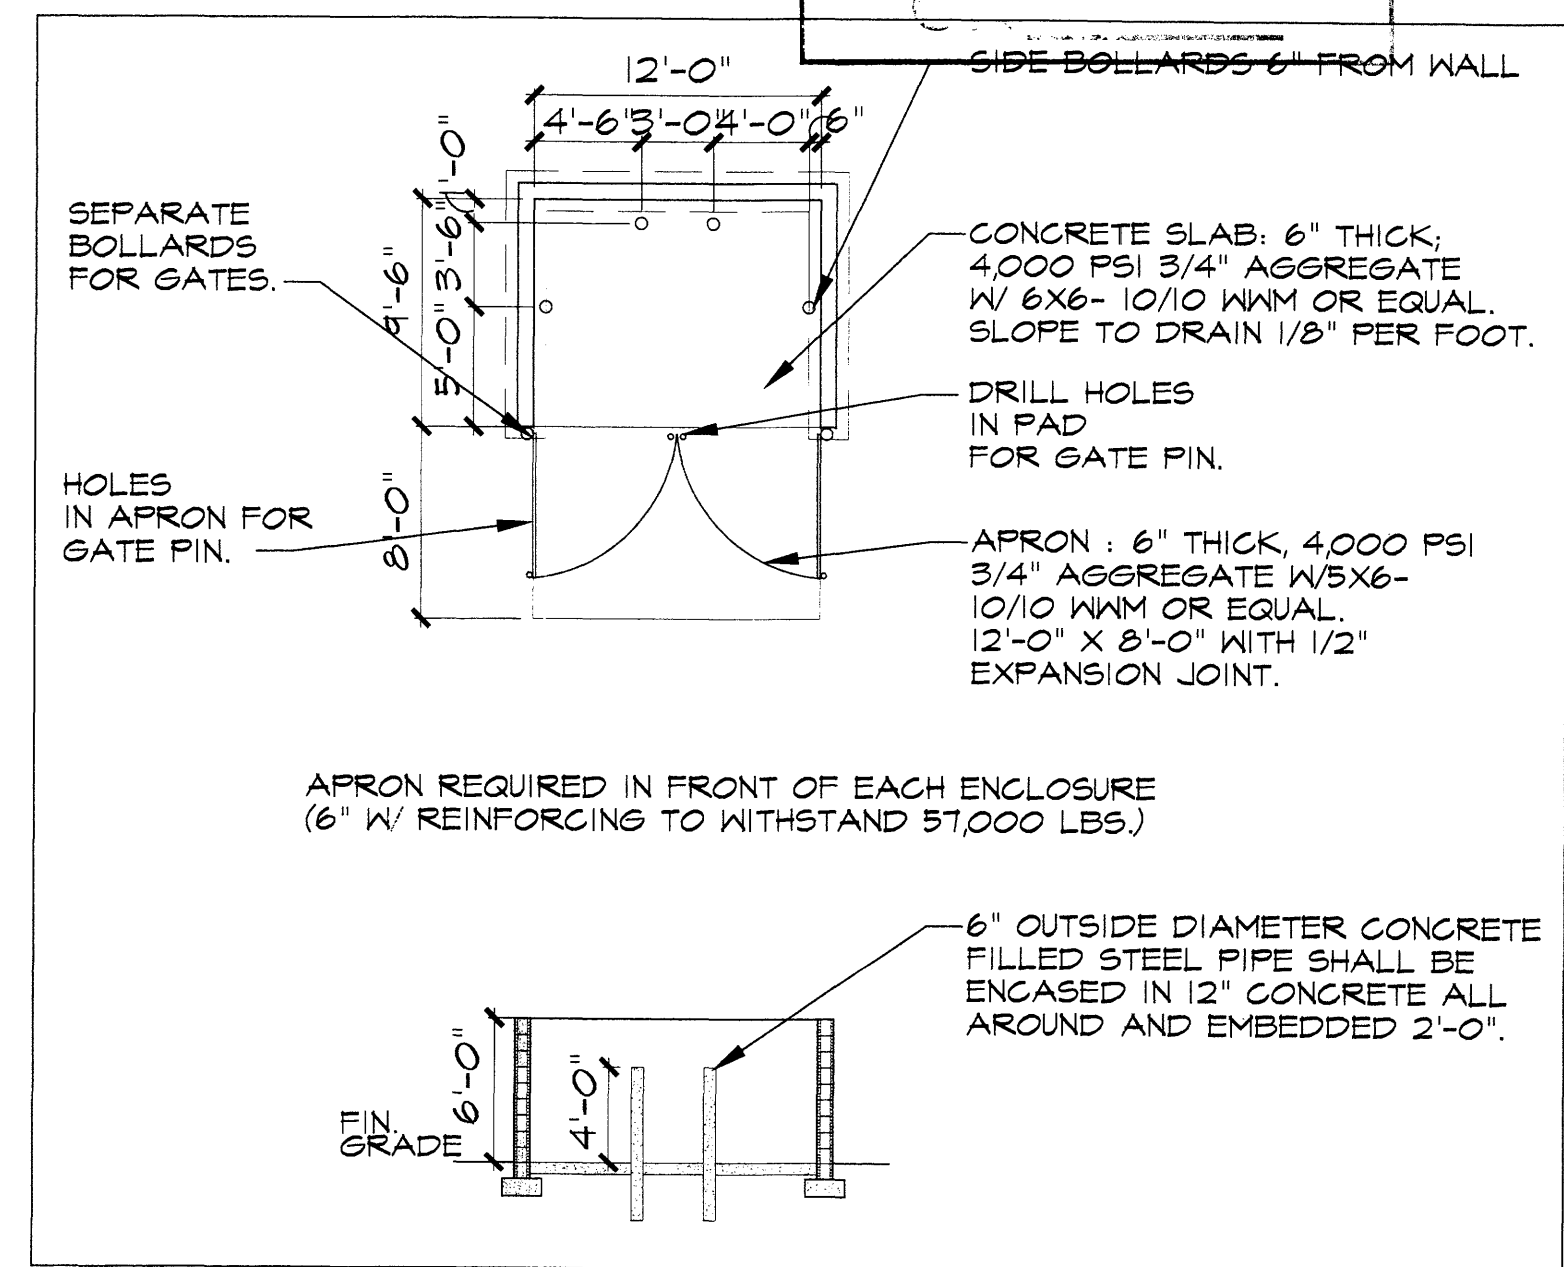 SIDE BOLLARDS 6" FROM WALL
12'-0"
4'-6" 3'-0" 4'-0" 6"
1'-0"
3'-6"
5'-0"
9'-6"
8'-0"
SEPARATE
BOLLARDS
FOR GATES.
CONCRETE SLAB: 6" THICK;
4,000 PSI 3/4" AGGREGATE
W/ 6X6- 10/10 WWM OR EQUAL.
SLOPE TO DRAIN 1/8" PER FOOT.
DRILL HOLES
IN PAD
FOR GATE PIN.
HOLES
IN APRON FOR
GATE PIN.
APRON : 6" THICK, 4,000 PSI
3/4" AGGREGATE W/5X6-
10/10 WWM OR EQUAL.
12'-0" X 8'-0" WITH 1/2"
EXPANSION JOINT.
APRON REQUIRED IN FRONT OF EACH ENCLOSURE
(6" W/ REINFORCING TO WITHSTAND 57,000 LBS.)
6" OUTSIDE DIAMETER CONCRETE
FILLED STEEL PIPE SHALL BE
ENCASED IN 12" CONCRETE ALL
AROUND AND EMBEDDED 2'-0".
6'-0"
4'-0"
FIN.
GRADE